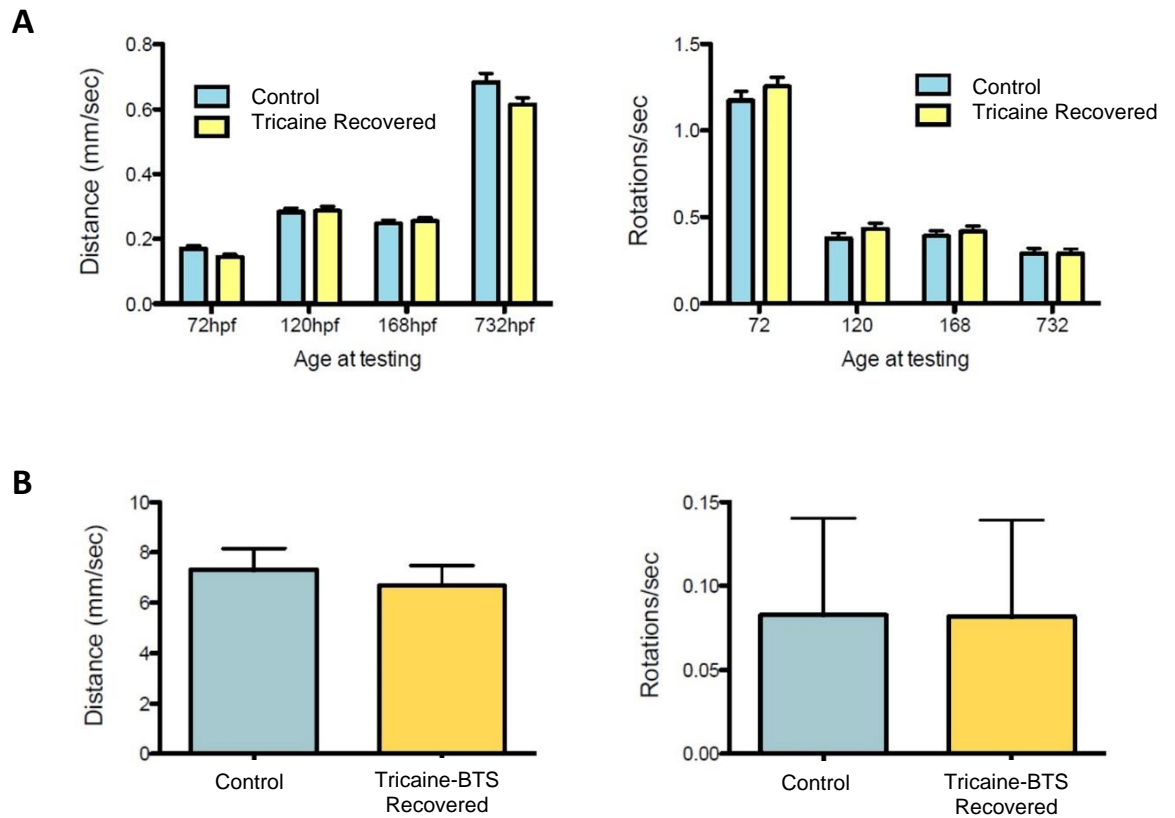 A
0.8
0.6
0.4
0.2
0.0
Distance (mm/sec)
Control
Tricaine Recovered
72hpf 120hpf 168hpf 732hpf
Age at testing
1.5
1.0
0.5
0.0
Rotations/sec
Control
Tricaine Recovered
72 120 168 732
Age at testing
B
10
8
6
4
2
0
Distance (mm/sec)
Control Tricaine-BTS
Recovered
0.15
0.10
0.05
0.00
Rotations/sec
Control Tricaine-BTS
Recovered